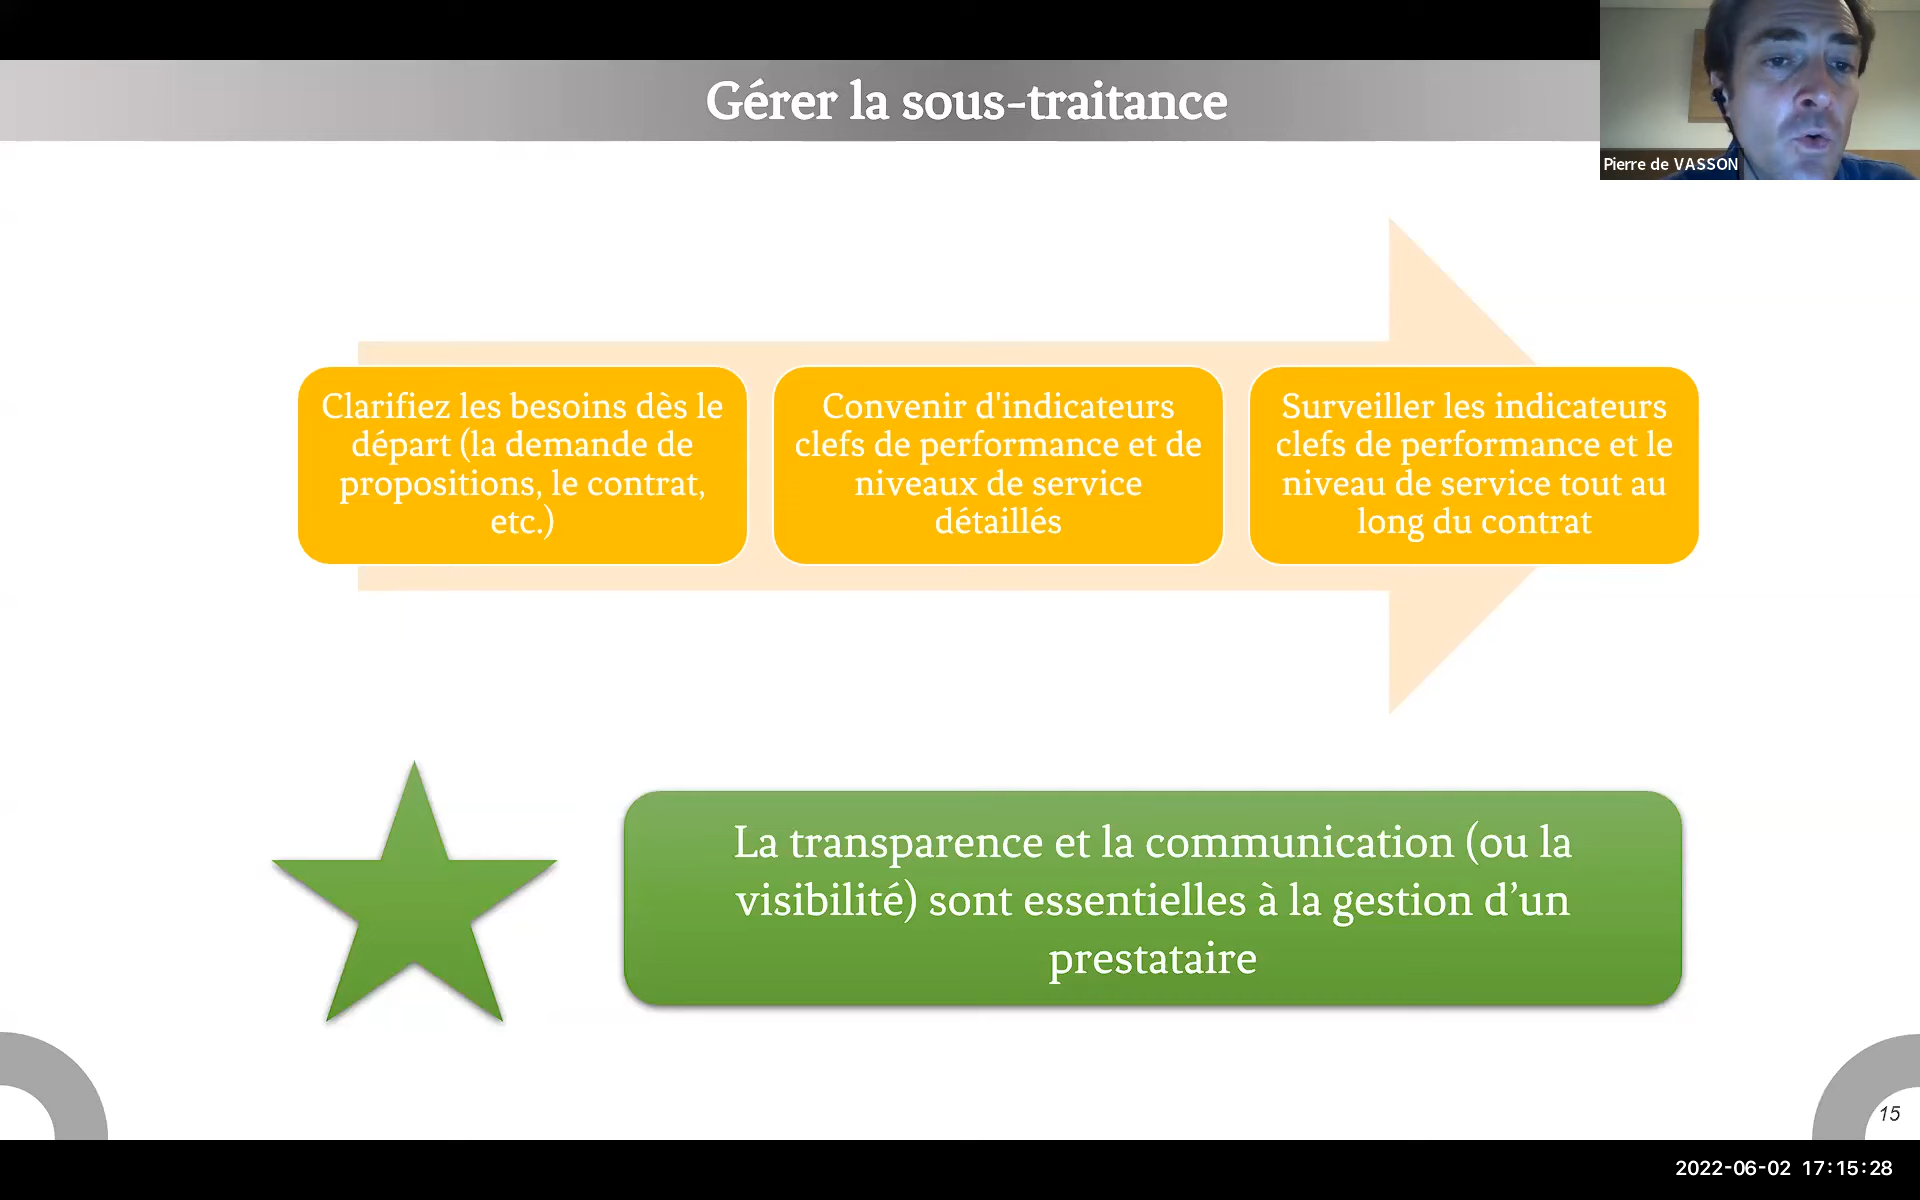 Gérer la sous-traitance
Pierre de VASSON
Clarifiez les besoins dès le
départ (la demande de
propositions, le contrat,
etc.)
Convenir d'indicateurs
clefs de performance et de
niveaux de service
détaillés
Surveiller les indicateurs
clefs de performance et le
niveau de service tout au
long du contrat
La transparence et la communication (ou la
visibilité) sont essentielles à la gestion d’un
prestataire
15
2022-06-02 17:15:28